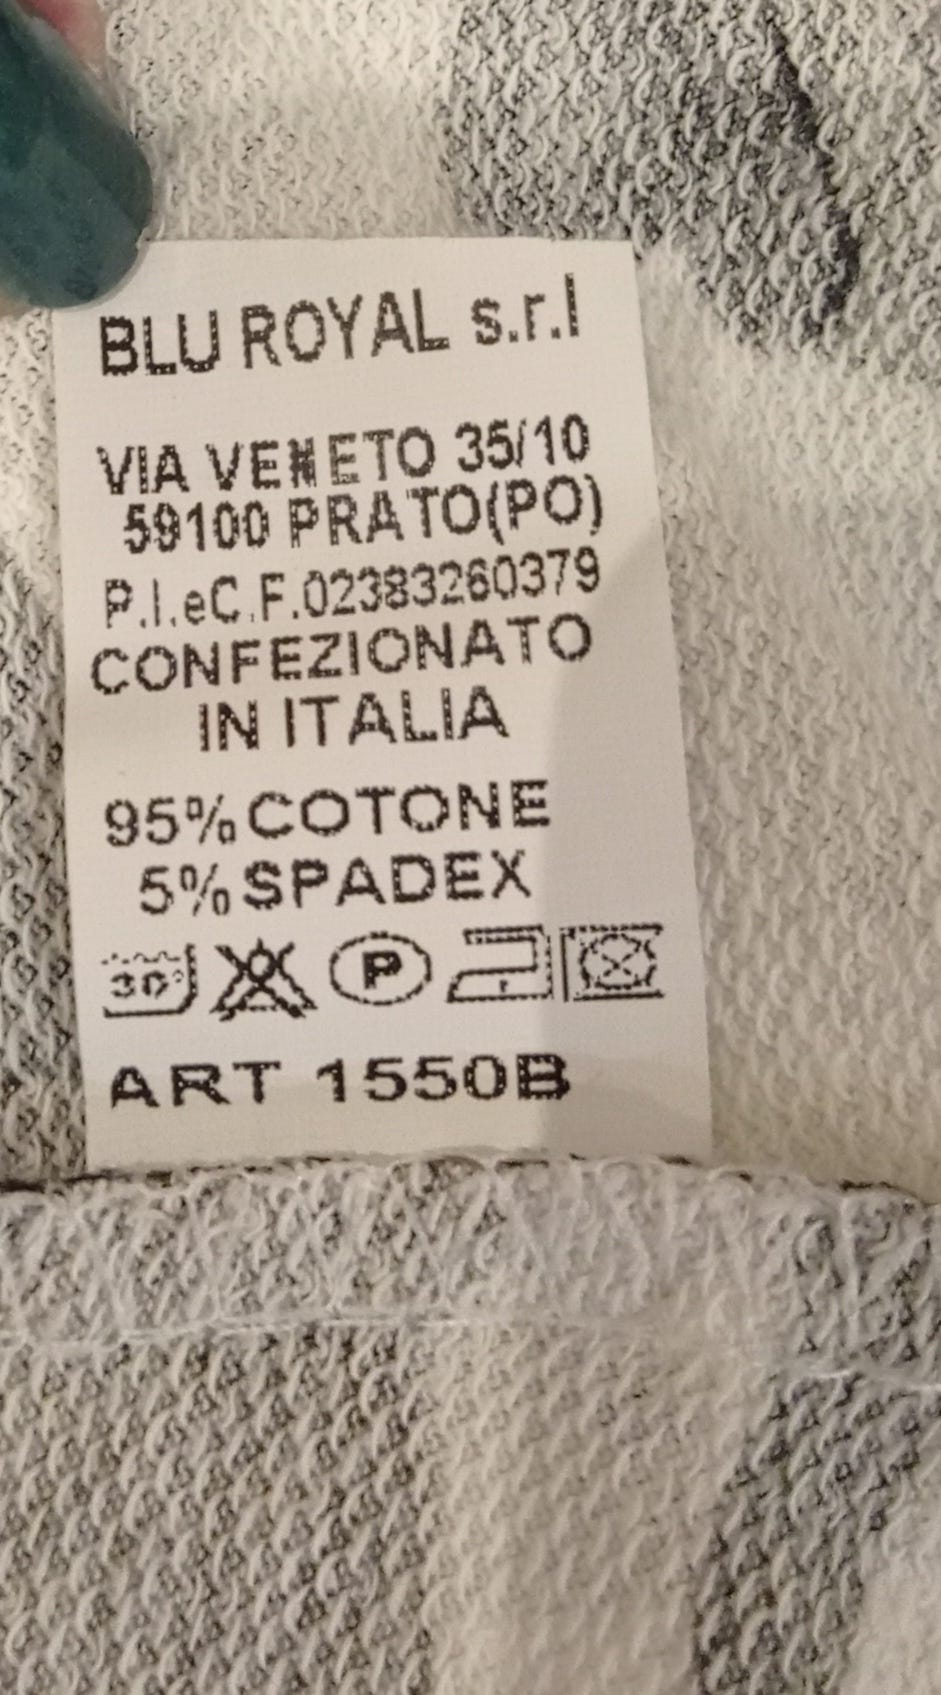 BLU ROYAL s.r.l
VIA VENETO 35/10
59100 PRATO(PO)
P.I.eC.F.02383260379
CONFEZIONATO
IN ITALIA
95%COTONE
5%SPADEX
30° P
ART 1550B